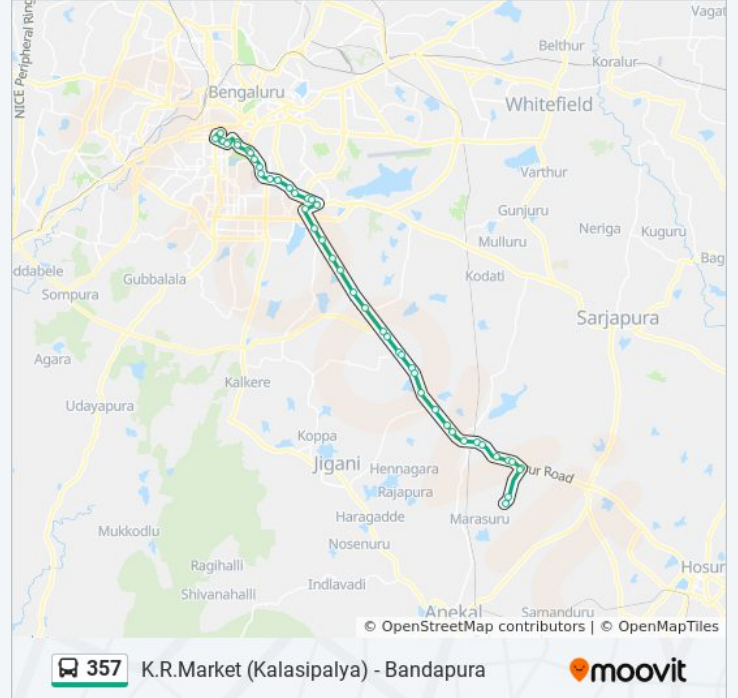 NICE Peripheral Ring
Vagat
Belthur
Koralur
Bengaluru
Whitefield
Varthur
Gunjuru
Neriga
Kuguru
Mulluru
Bag
ddabele
Gubbalala
Kodati
Sompura
Sarjapura
Agara
Kalkere
Udayapura
Koppa
Jigani
Hennagara
ur Road
Rajapura
Haragadde
Marasuru
Mukkodlu
Nosenuru
Ragihalli
Hosur
Indlavadi
Shivanahalli
Anekal
Samanduru
© OpenStreetMap contributors | © OpenMapTiles
357 K.R.Market (Kalasipalya) - Bandapura
moovit